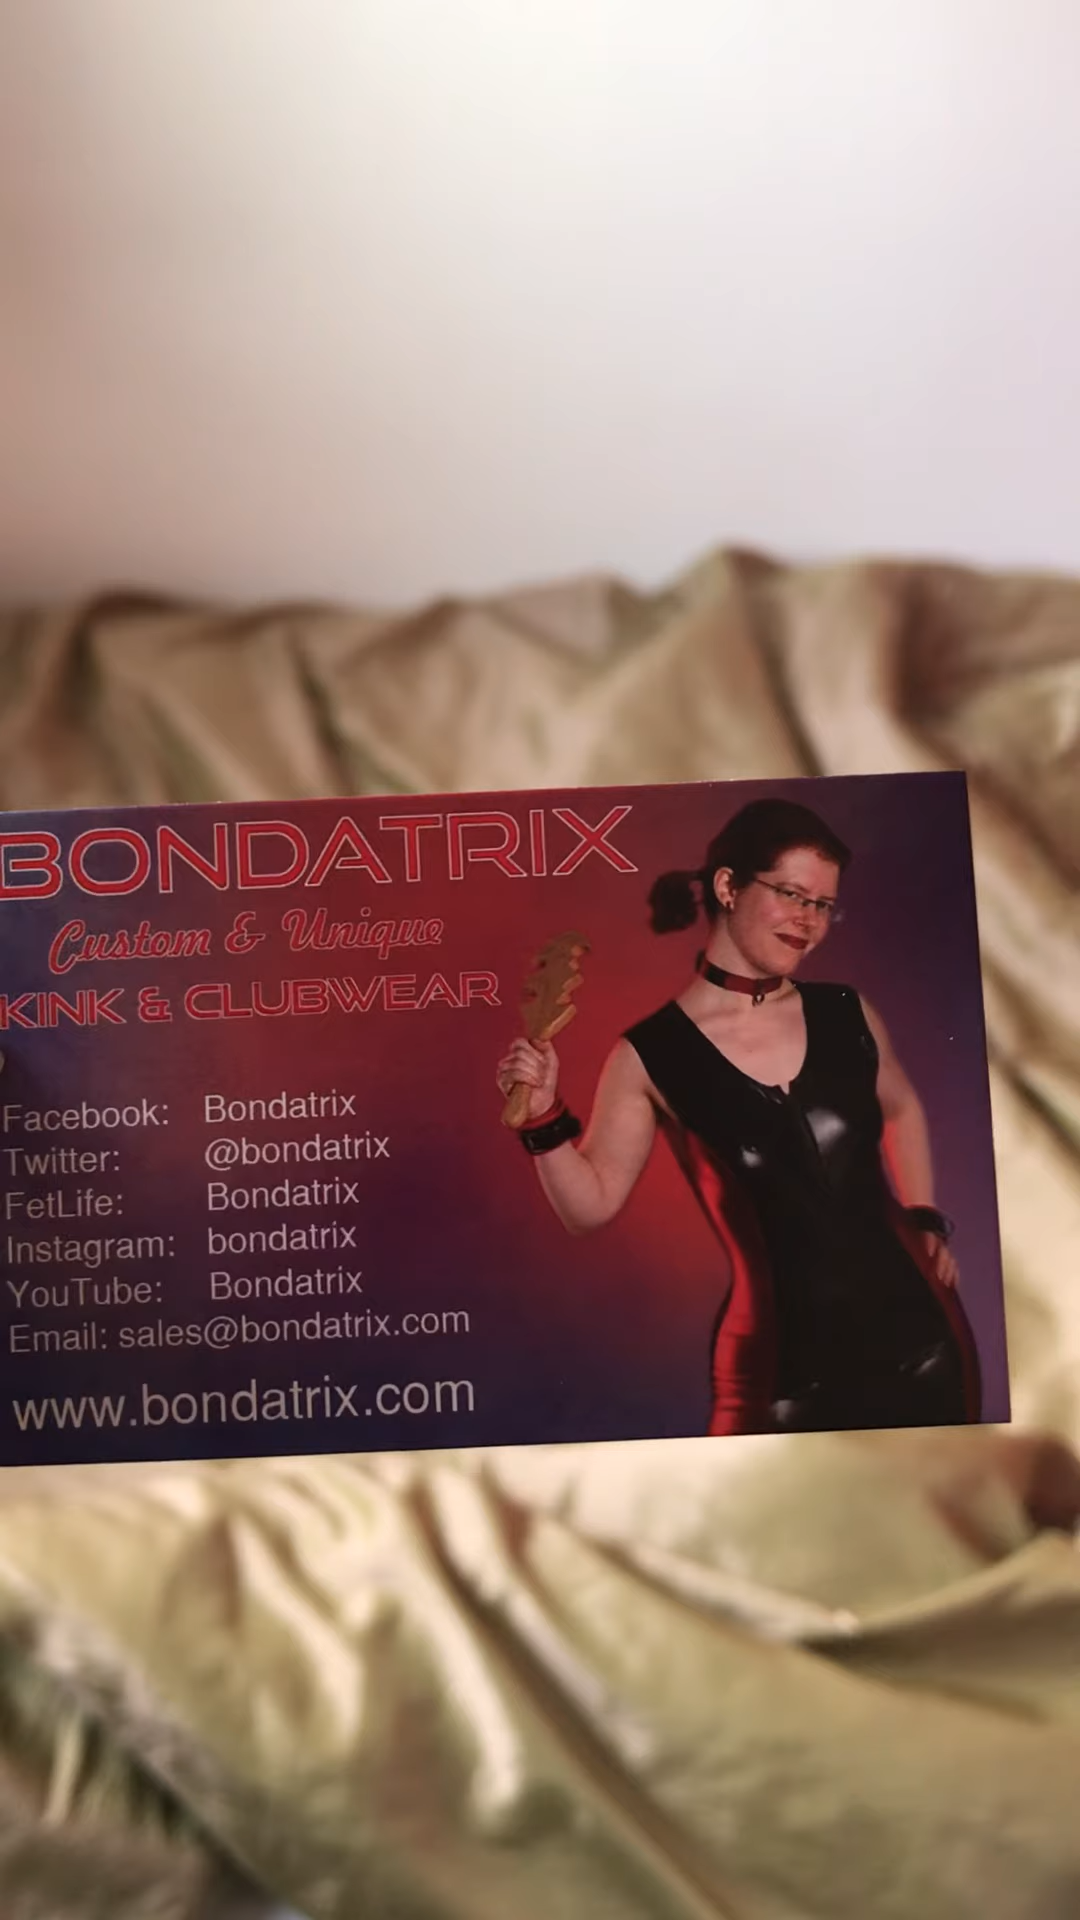 BONDATRIX
Custom & Unique
KINK & CLUBWEAR
Facebook: Bondatrix
Twitter: @bondatrix
FetLife: Bondatrix
Instagram: bondatrix
YouTube: Bondatrix
Email: sales@bondatrix.com
www.bondatrix.com